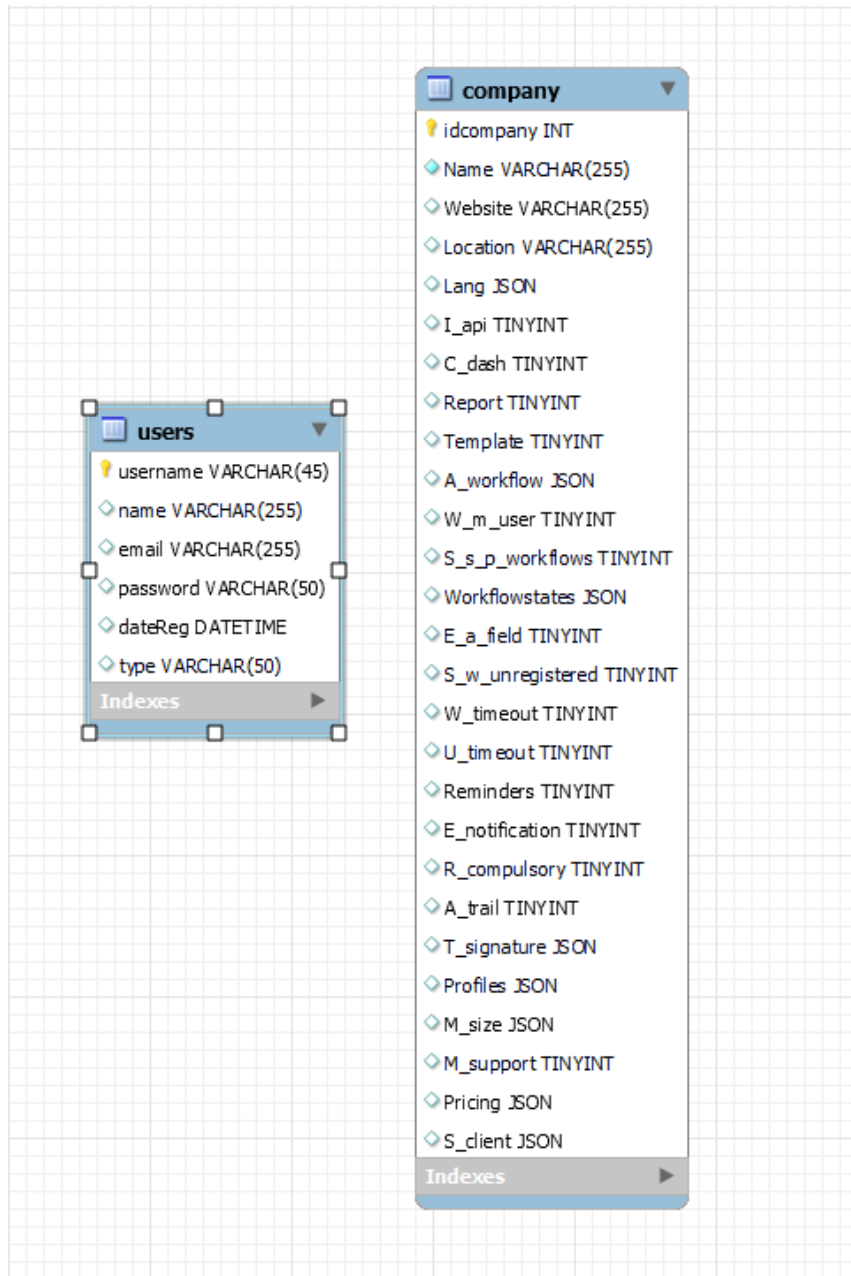 users
username VARCHAR(45)
name VARCHAR(255)
email VARCHAR(255)
password VARCHAR(50)
dateReg DATETIME
type VARCHAR(50)
Indexes
company
idcompany INT
Name VARCHAR(255)
Website VARCHAR(255)
Location VARCHAR(255)
Lang JSON
I_api TINYINT
C_dash TINYINT
Report TINYINT
Template TINYINT
A_workflow JSON
W_m_user TINYINT
S_s_p_workflows TINYINT
Workflowstates JSON
E_a_field TINYINT
S_w_unregistered TINYINT
W_timeout TINYINT
U_timeout TINYINT
Reminders TINYINT
E_notification TINYINT
R_compulsory TINYINT
A_trail TINYINT
T_signature JSON
Profiles JSON
M_size JSON
M_support TINYINT
Pricing JSON
S_client JSON
Indexes